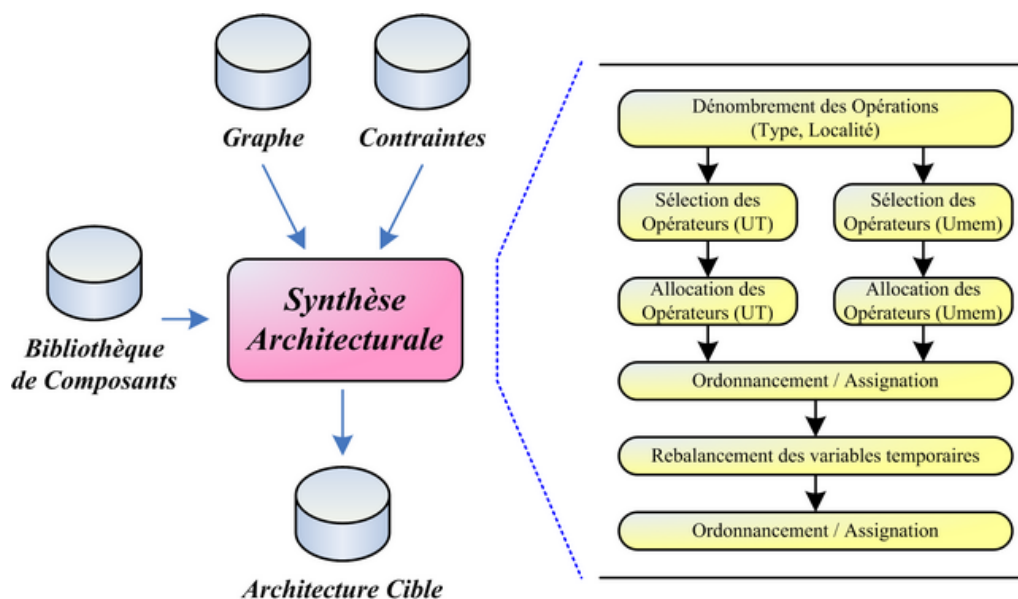 Graphe
Contraintes
Bibliothèque
de Composants
Synthèse
Architecturale
Architecture Cible
Dénombrement des Opérations
(Type, Localité)
Sélection des
Opérateurs (UT)
Sélection des
Opérateurs (Umem)
Allocation des
Opérateurs (UT)
Allocation des
Opérateurs (Umem)
Ordonnancement / Assignation
Rebalancement des variables temporaires
Ordonnancement / Assignation